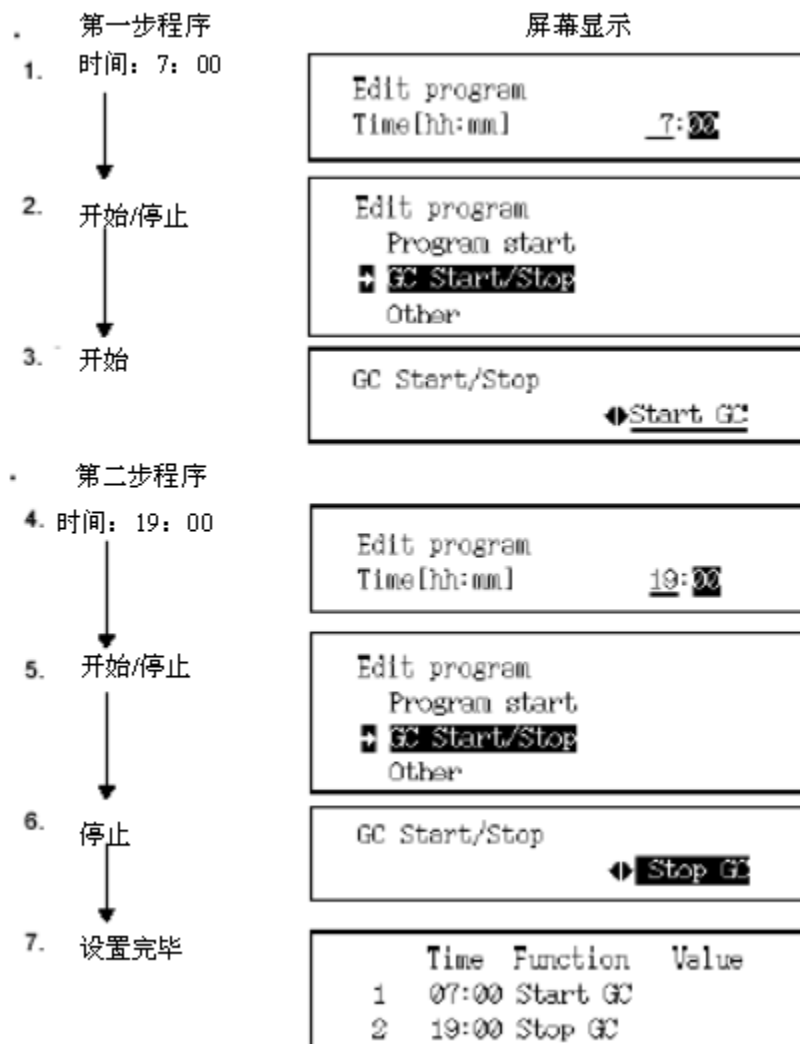 第一步程序 屏幕显示
1. 时间：7：00
Edit program
Time[hh:mm] 7:00
2. 开始/停止
Edit program
Program start
GC Start/Stop
Other
3. 开始
GC Start/Stop
Start GC
第二步程序
4. 时间：19：00
Edit program
Time[hh:mm] 19:00
5. 开始/停止
Edit program
Program start
GC Start/Stop
Other
6. 停止
GC Start/Stop
Stop GC
7. 设置完毕
Time Function Value
1 07:00 Start GC
2 19:00 Stop GC